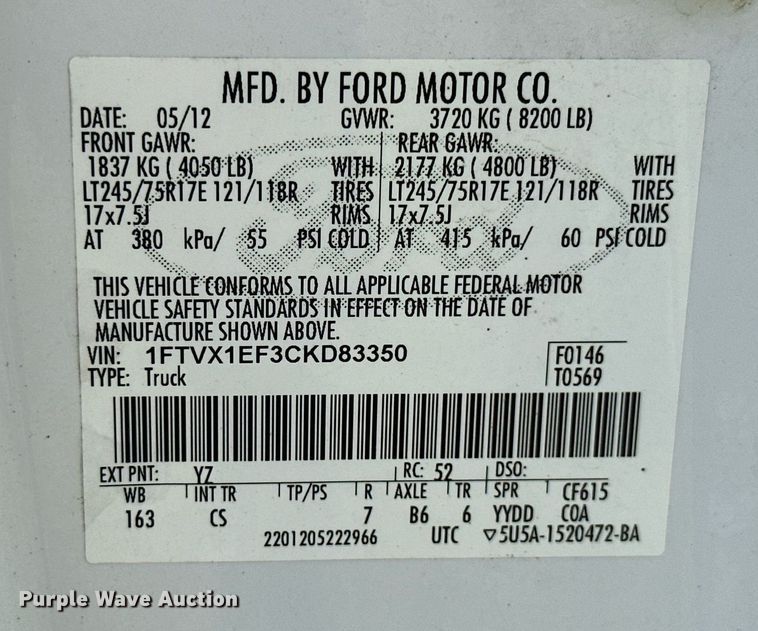 MFD. BY FORD MOTOR CO.
DATE: 05/12 GVWR: 3720 KG ( 8200 LB)
FRONT GAWR: REAR GAWR:
1837 KG ( 4050 LB) WITH 2177 KG ( 4800 LB) WITH
LT245/75R17E 121/118R TIRES LT245/75R17E 121/118R TIRES
17x7.5J RIMS 17x7.5J RIMS
AT 380 kPa/ 55 PSI COLD AT 415 kPa/ 60 PSI COLD
THIS VEHICLE CONFORMS TO ALL APPLICABLE FEDERAL MOTOR
VEHICLE SAFETY STANDARDS IN EFFECT ON THE DATE OF
MANUFACTURE SHOWN ABOVE.
VIN: 1FTVX1EF3CKD83350 F0146
TYPE: Truck T0569
EXT PNT: YZ RC: 52 DSO:
WB INT TR TP/PS R AXLE TR SPR CF615
163 CS 7 B6 6 YYDD COA
2201205222966 UTC ▽5U5A-1520472-BA
Purple Wave Auction